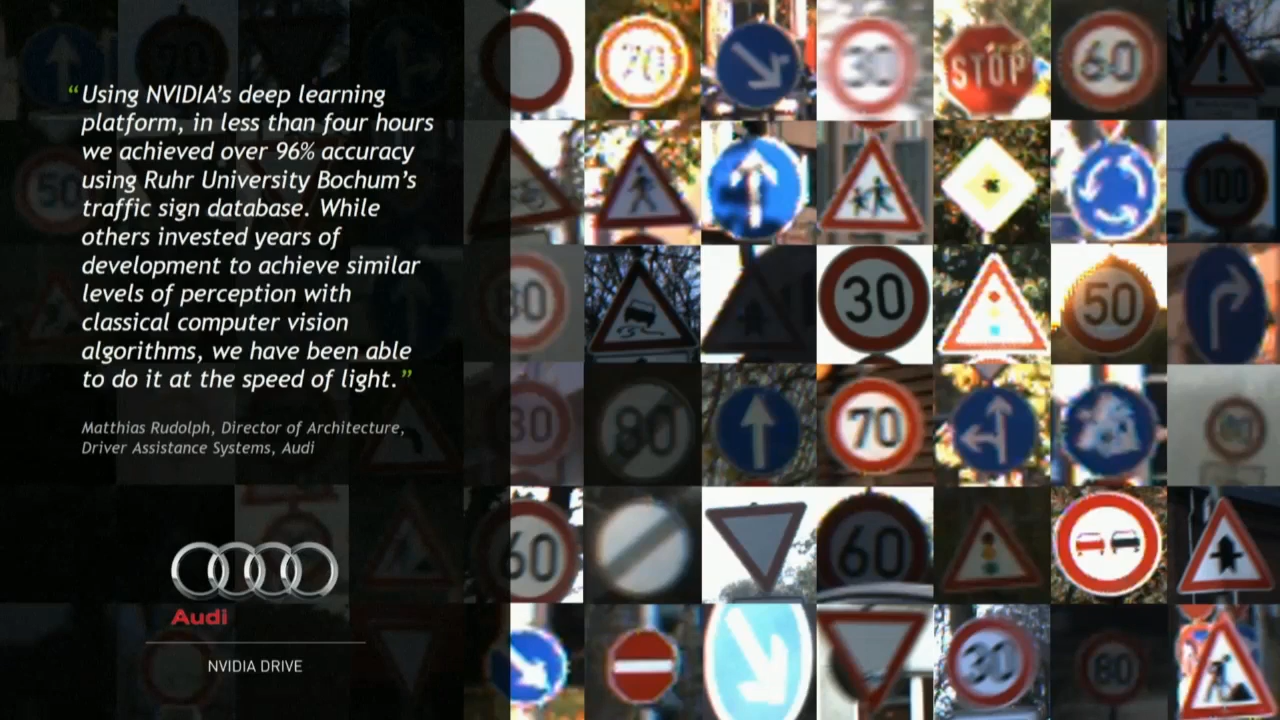 “Using NVIDIA’s deep learning
platform, in less than four hours
we achieved over 96% accuracy
using Ruhr University Bochum’s
traffic sign database. While
others invested years of
development to achieve similar
levels of perception with
classical computer vision
algorithms, we have been able
to do it at the speed of light.”
Matthias Rudolph, Director of Architecture,
Driver Assistance Systems, Audi
Audi
NVIDIA DRIVE
70 30 STOP 60
50 100
30 50
30 80 70
60 60
30 80